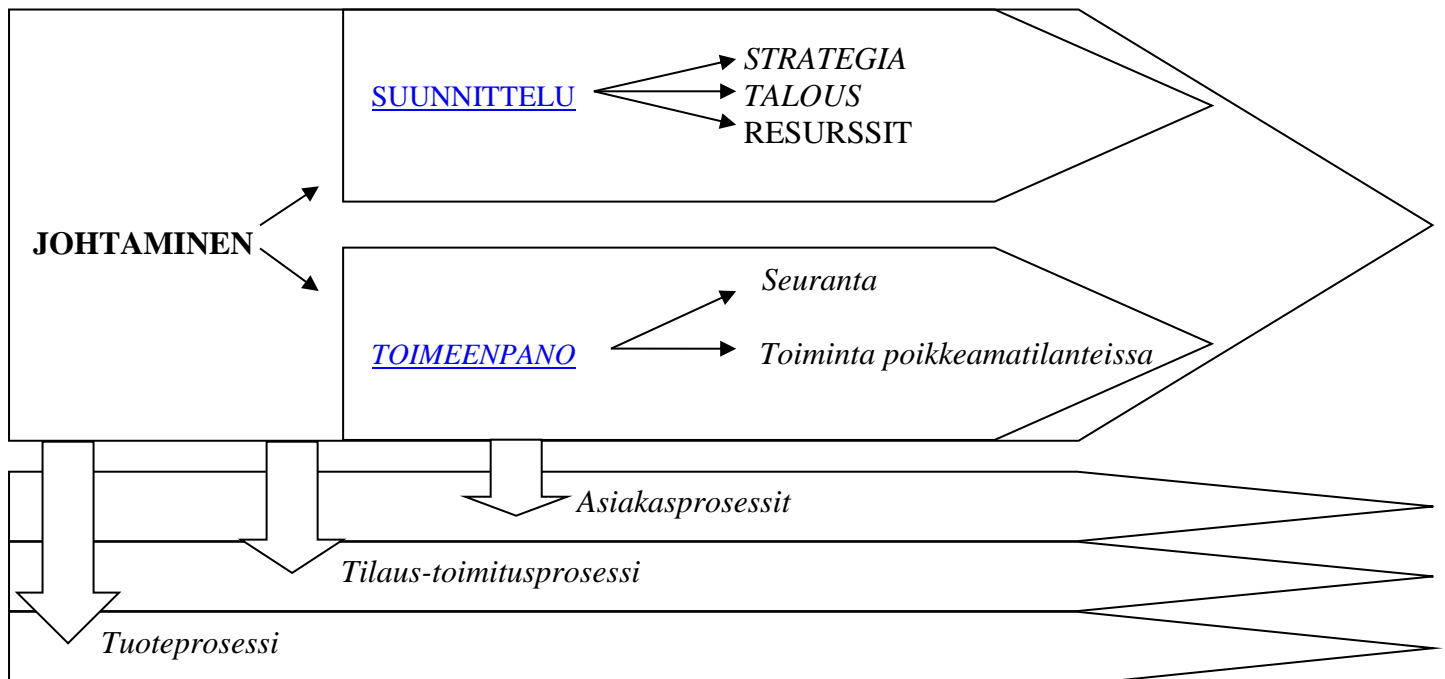 STRATEGIA
SUUNNITTELU
TALOUS
RESURSSIT
JOHTAMINEN
Seuranta
TOIMEENPANO
Toiminta poikkeamatilanteissa
Asiakasprosessit
Tilaus-toimitusprosessi
Tuoteprosessi